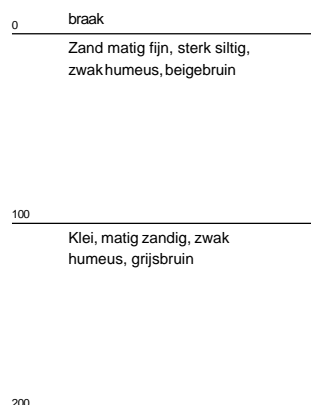 0 braak
Zand matig fijn, sterk siltig,
zwak humeus, beigebruin
100
Klei, matig zandig, zwak
humeus, grijsbruin
200